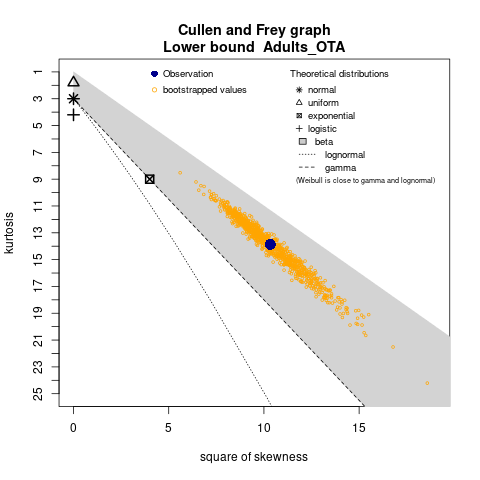 Cullen and Frey graph
Lower bound  Adults_OTA
Observation
bootstrapped values
Theoretical distributions
normal
uniform
exponential
logistic
beta
lognormal
gamma
(Weibull is close to gamma and lognormal)
kurtosis
1
3
5
7
9
11
13
15
17
19
21
23
25
0 5 10 15
square of skewness